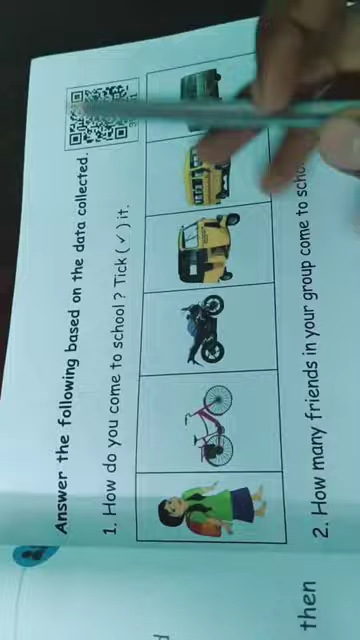 Answer the following based on the data collected.
1. How do you come to school ? Tick ( ✓ ) it.
2. How many friends in your group come to
then